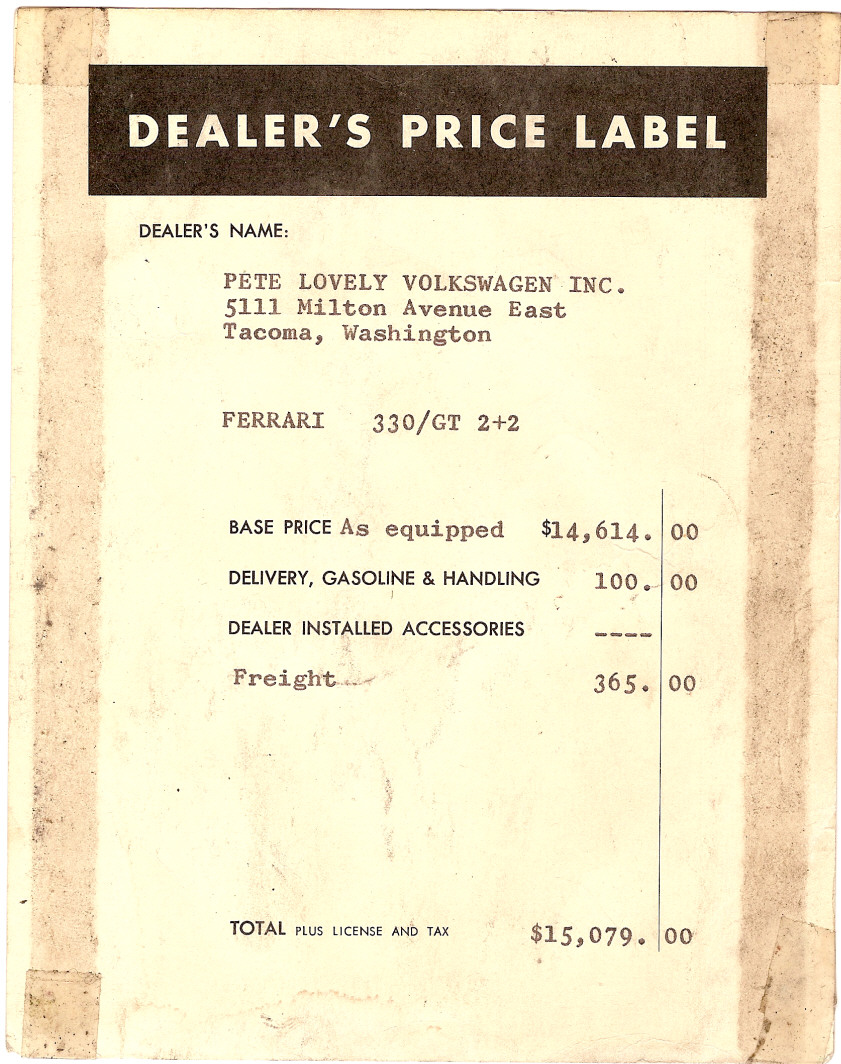 DEALER'S PRICE LABEL
DEALER'S NAME:
PETE LOVELY VOLKSWAGEN INC.
5111 Milton Avenue East
Tacoma, Washington
FERRARI 330/GT 2+2
BASE PRICE As equipped $14,614. 00
DELIVERY, GASOLINE & HANDLING 100. 00
DEALER INSTALLED ACCESSORIES ----
Freight 365. 00
TOTAL PLUS LICENSE AND TAX $15,079. 00